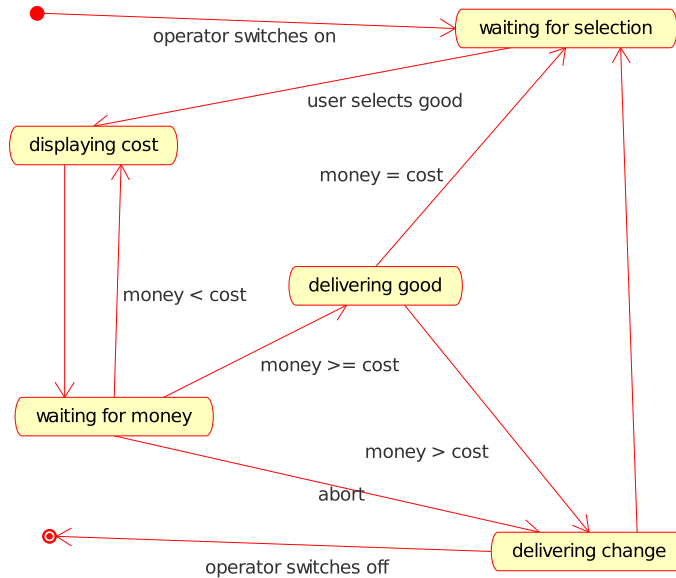 waiting for selection
operator switches on
user selects good
displaying cost
money = cost
delivering good
money < cost
money >= cost
waiting for money
money > cost
abort
delivering change
operator switches off